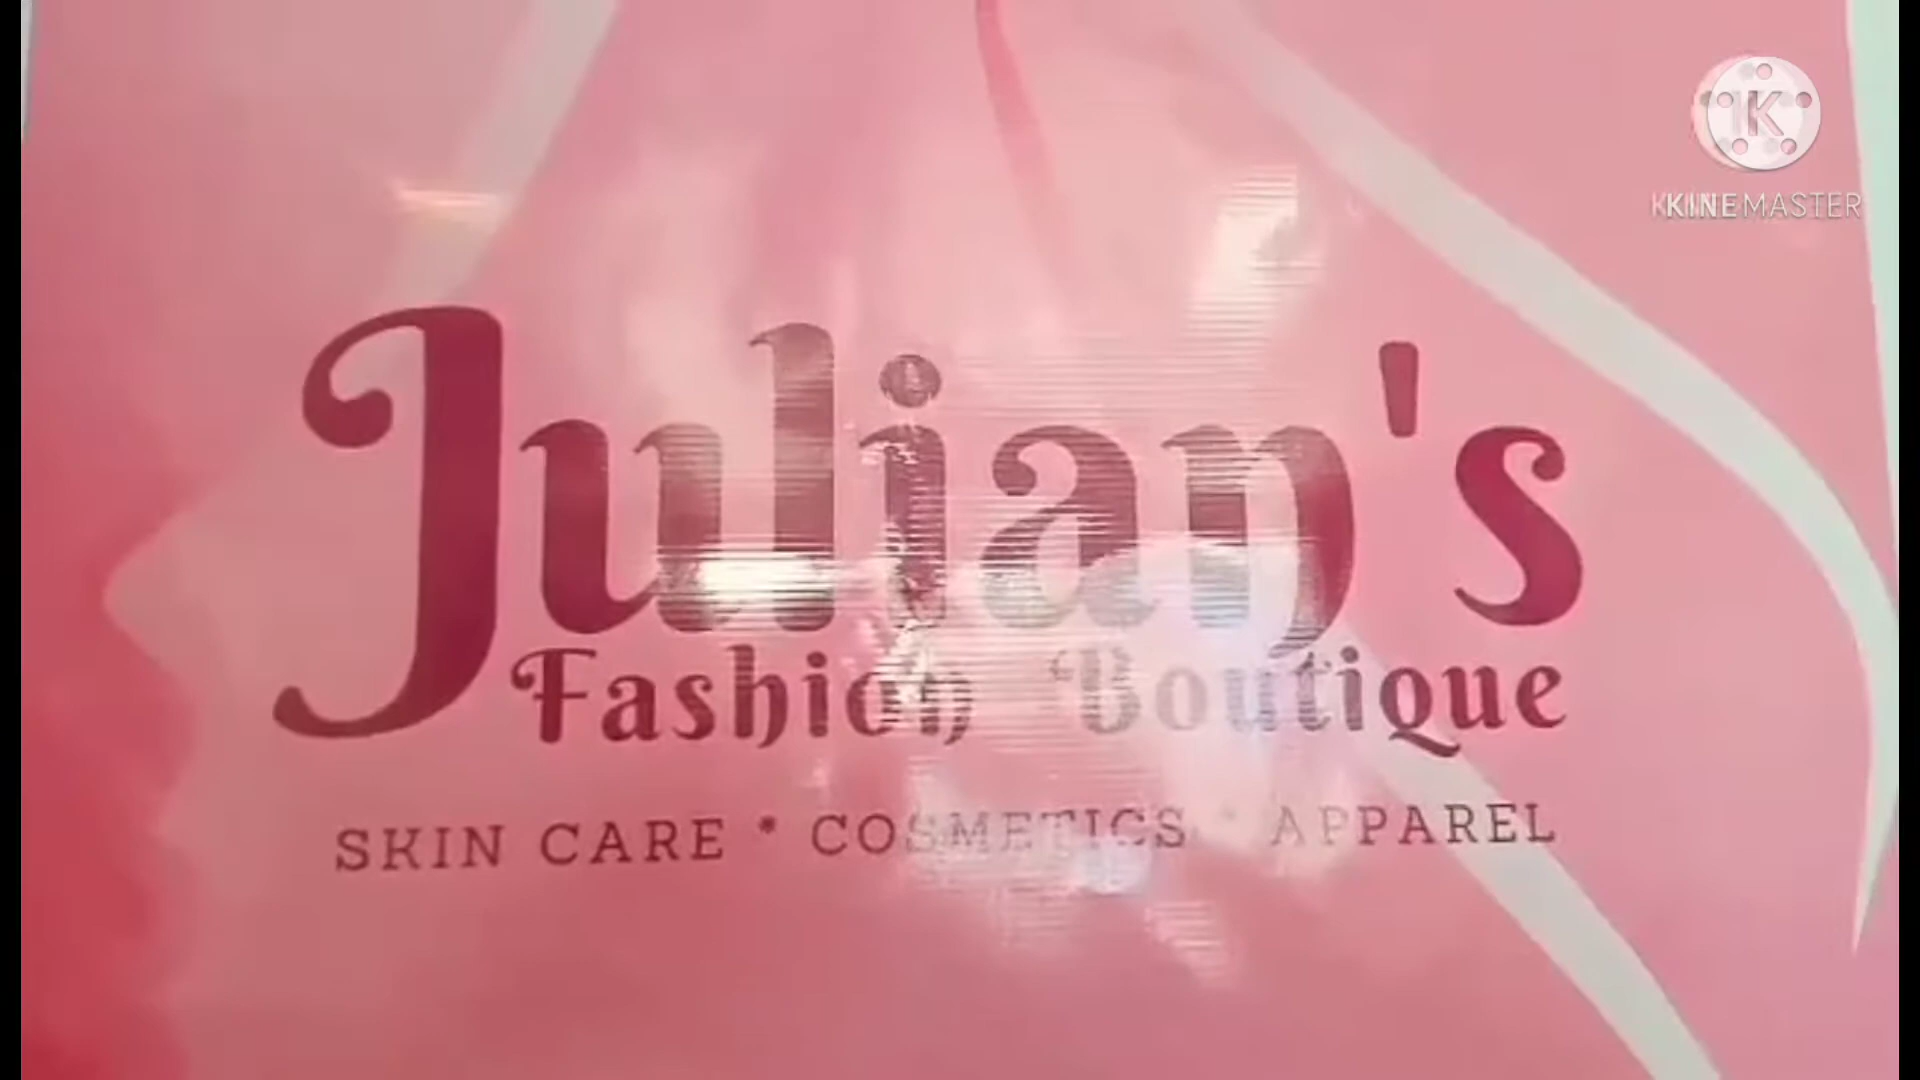 KINEMASTER
Julian's
Fashion Boutique
SKIN CARE * COSMETICS * APPAREL